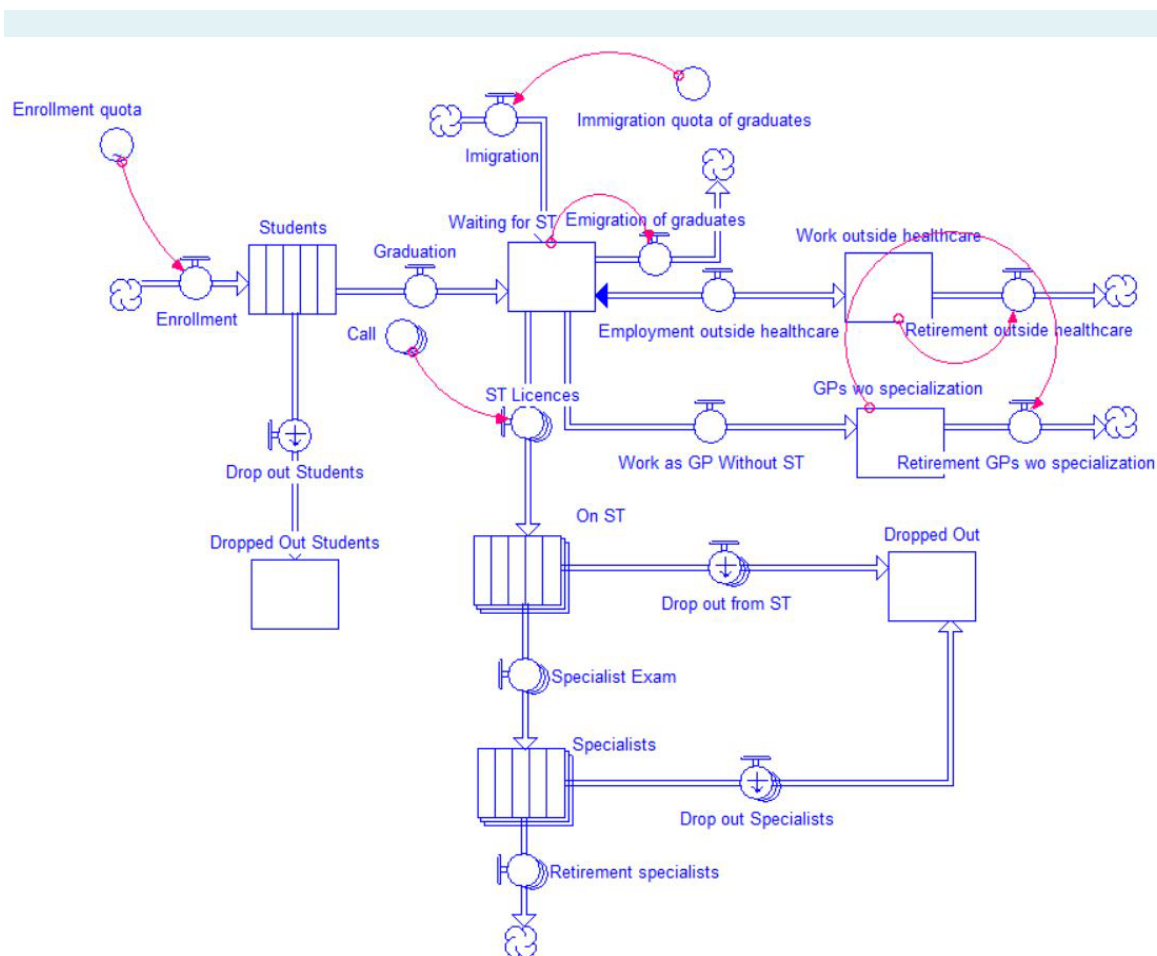 Enrollment quota
Immigration quota of graduates
Imigration
Waiting for ST
Emigration of graduates
Students
Graduation
Work outside healthcare
Enrollment
Call
Employment outside healthcare
Retirement outside healthcare
ST Licences
GPs wo specialization
Drop out Students
Work as GP Without ST
Retirement GPs wo specialization
On ST
Dropped Out Students
Dropped Out
Drop out from ST
Specialist Exam
Specialists
Drop out Specialists
Retirement specialists